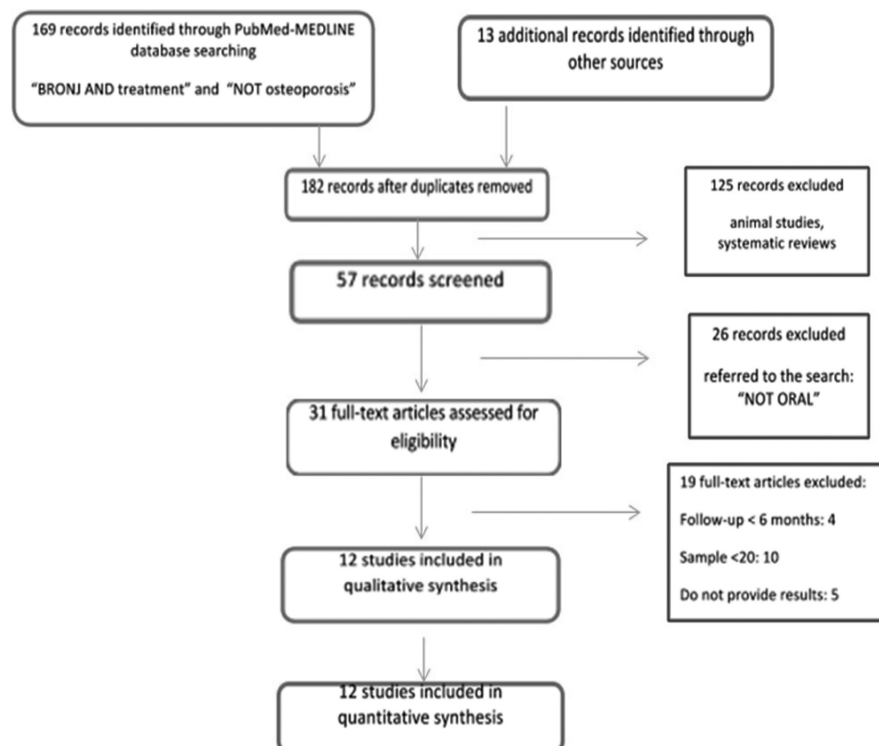 169 records identified through PubMed-MEDLINE
database searching
“BRONJ AND treatment” and “NOT osteoporosis”
13 additional records identified through
other sources
182 records after duplicates removed
125 records excluded
animal studies,
systematic reviews
57 records screened
26 records excluded
referred to the search:
“NOT ORAL”
31 full-text articles assessed for
eligibility
19 full-text articles excluded:
Follow-up < 6 months: 4
Sample <20: 10
Do not provide results: 5
12 studies included in
qualitative synthesis
12 studies included in
quantitative synthesis